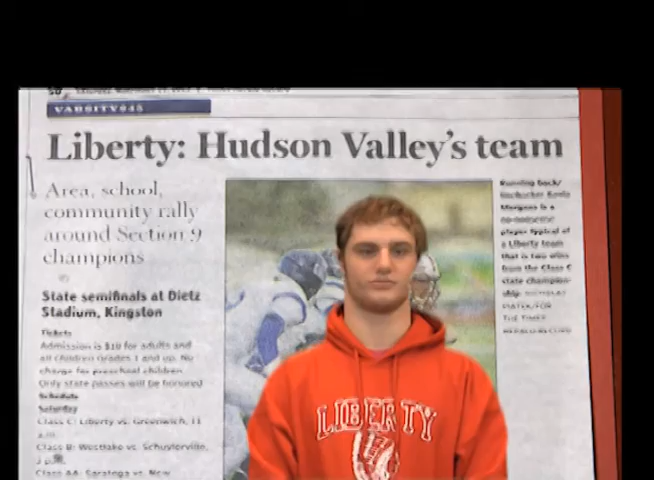 VARSITY845
Liberty: Hudson Valley's team
Area, school,
community rally
around Section 9
champions
State semifinals at Dietz
Stadium, Kingston
Tickets
Admission is $10 for adults and
all children Grades 1 and up. No
charge for preschool children.
Only state passes will be honored
Schedule
Saturday
Class C: Liberty vs. Greenwich, 11
a.m.
Class B: Westlake vs. Schuylerville,
3 p.m.
Class AA: Saratoga vs. New
Running back/
linebacker
is a
player typical of
a Liberty team
that is two wins
from the Class C
state champion-
ship.
FOR
THE TIMES
HERALD-RECORD
LIBERTY